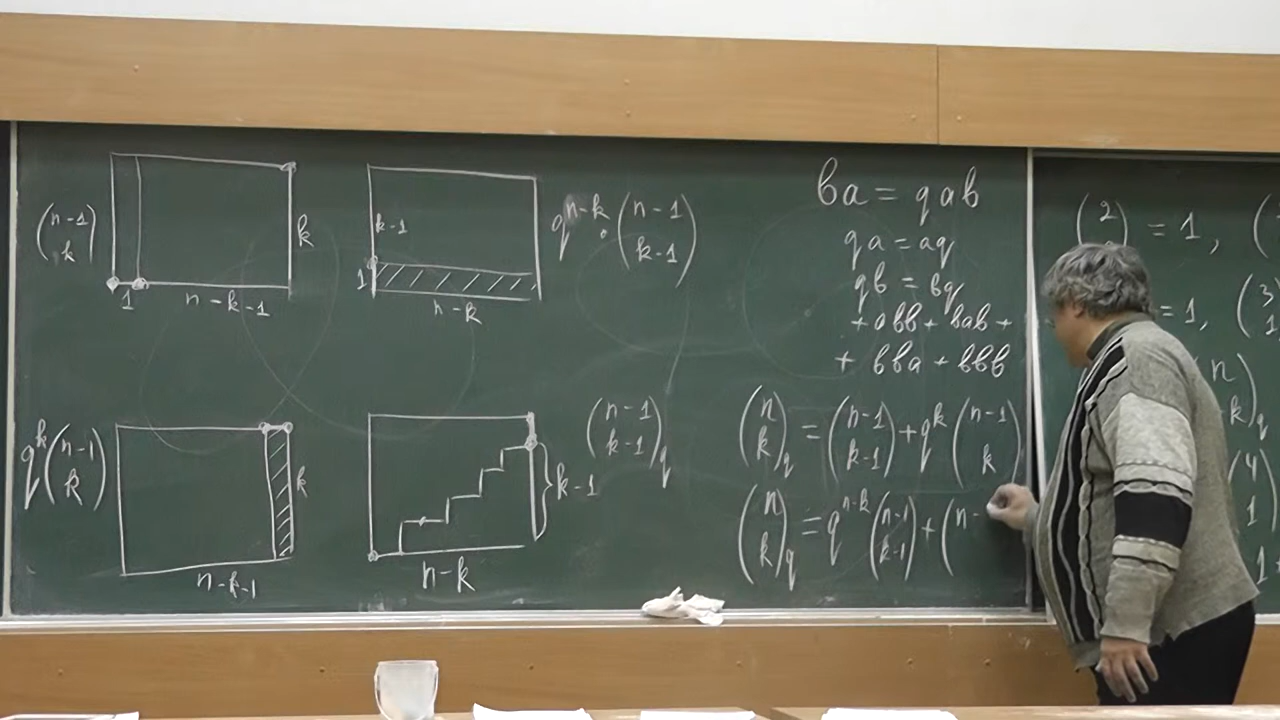 (n-1 k)
k
1
n-k-1
k-1
1
n-k
q^{n-k} · (n-1 k-1)
q^k (n-1 k)
k
n-k-1
k-1
n-k
(n-1 k-1)_q
ba = qab
qa = aq
qb = bq
+ abb + bab +
+ bba + bbb
(n k)_q = (n-1 k-1) + q^k (n-1 k)
(n k)_q = q^{n-k} (n-1 k-1) + (n-
(2 ) = 1, (
= 1, (3 1
n k)_q
(4 1
1+